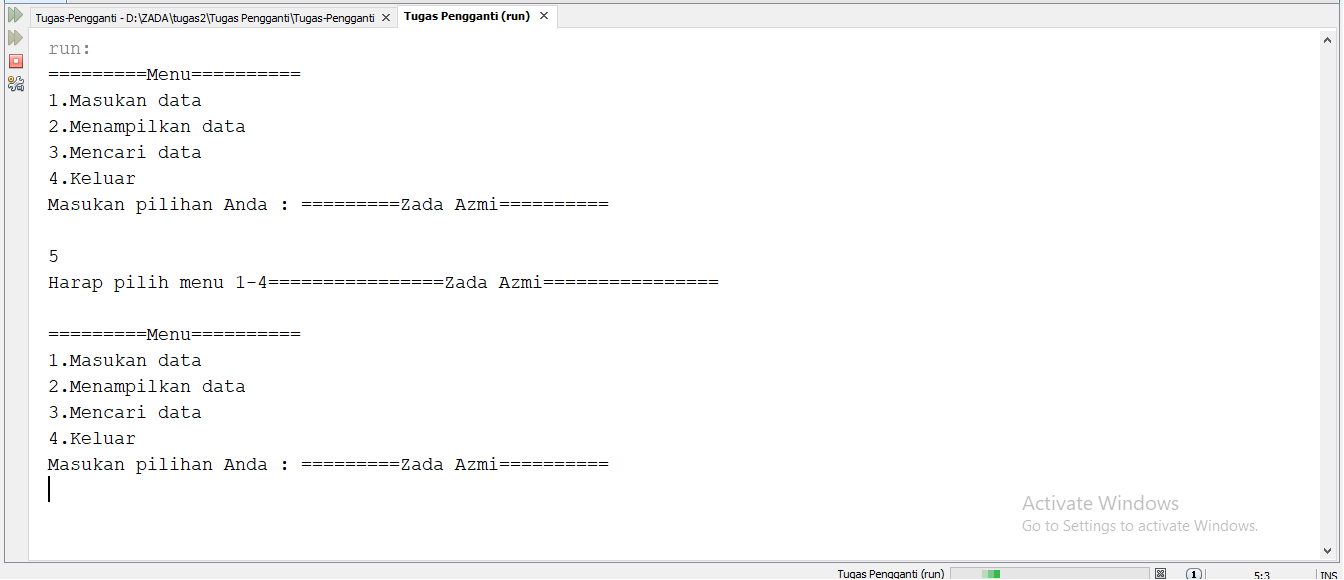 Tugas-Pengganti - D:\ZADA\tugas2\Tugas Pengganti\Tugas-Pengganti × Tugas Pengganti (run) ×
run:
=========Menu==========
1.Masukan data
2.Menampilkan data
3.Mencari data
4.Keluar
Masukan pilihan Anda : =========Zada Azmi==========
5
Harap pilih menu 1-4================Zada Azmi================
=========Menu==========
1.Masukan data
2.Menampilkan data
3.Mencari data
4.Keluar
Masukan pilihan Anda : =========Zada Azmi==========
Activate Windows
Go to Settings to activate Windows.
Tugas Pengganti (run) 1 5:3 INS